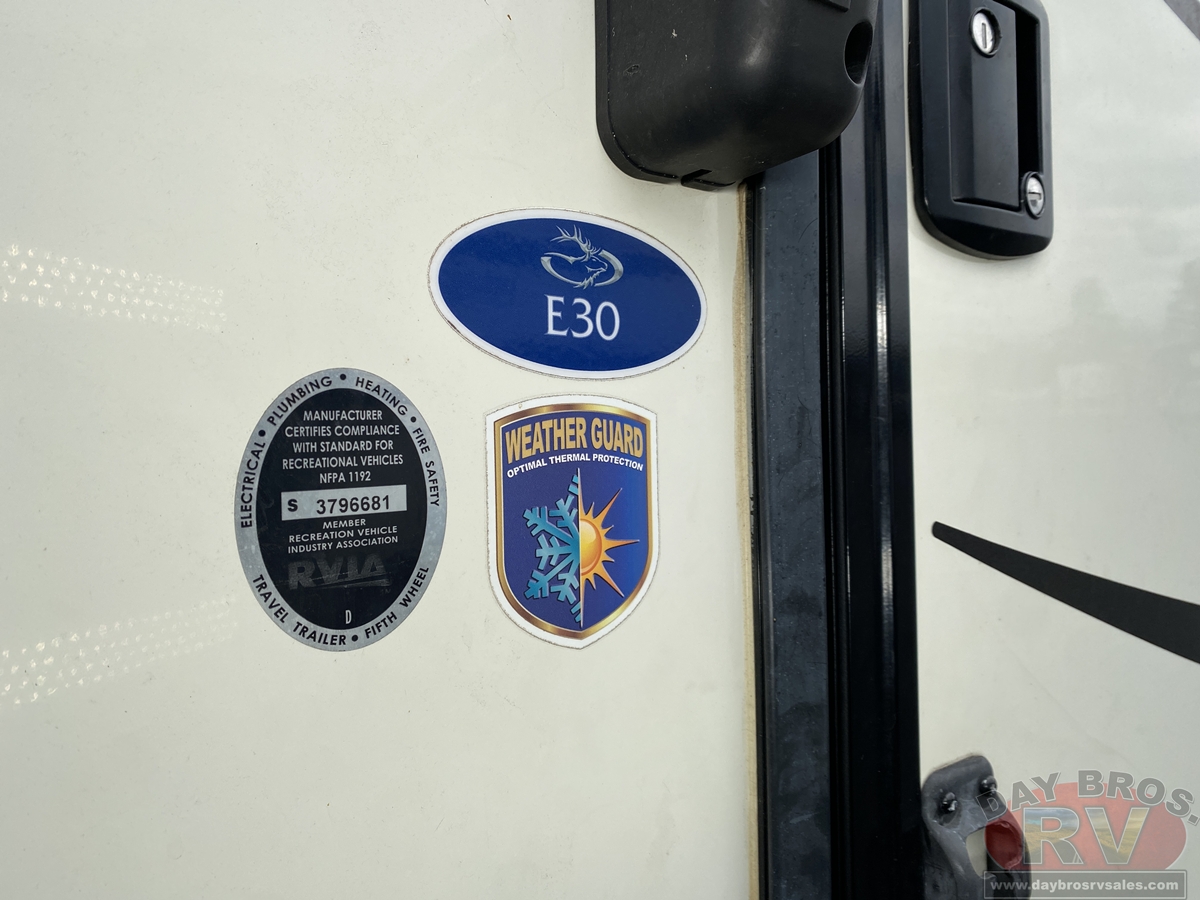 E30
ELECTRICAL • PLUMBING • HEATING • FIRE SAFETY
MANUFACTURER
CERTIFIES COMPLIANCE
WITH STANDARD FOR
RECREATIONAL VEHICLES
NFPA 1192
S 3796681
MEMBER
RECREATION VEHICLE
INDUSTRY ASSOCIATION
RVIA
D
TRAVEL TRAILER • FIFTH WHEEL
WEATHER GUARD
OPTIMAL THERMAL PROTECTION
DAY BROS.
RV
www.daybrosrvsales.com